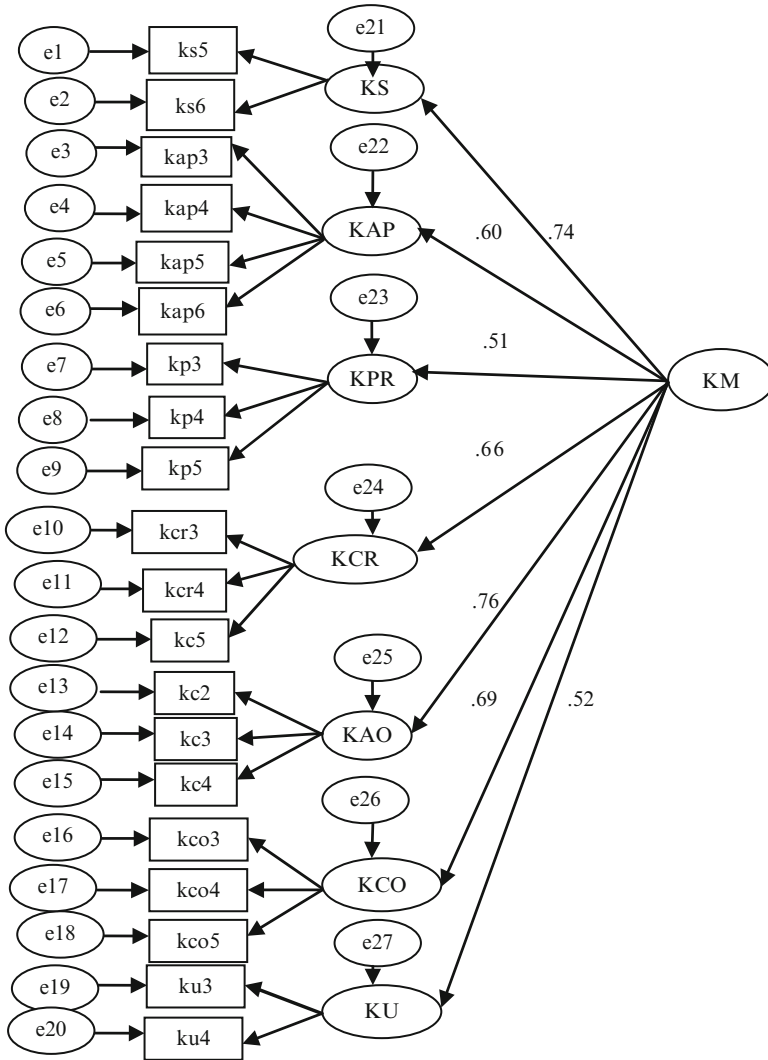 e21
e1 ks5
KS
e2 ks6
e3 kap3 e22
e4 kap4 .60 .74
KAP
e5 kap5
e6 kap6 e23
.51
e7 kp3
KPR KM
e8 kp4
e9 kp5 .66
e24
e10 kcr3
KCR
e11 kcr4
e12 kc5 .76
e25
e13 kc2
.69 .52
e14 kc3 KAO
e15 kc4
e26
e16 kco3
e17 kco4 KCO
e18 kco5 e27
e19 ku3
KU
e20 ku4